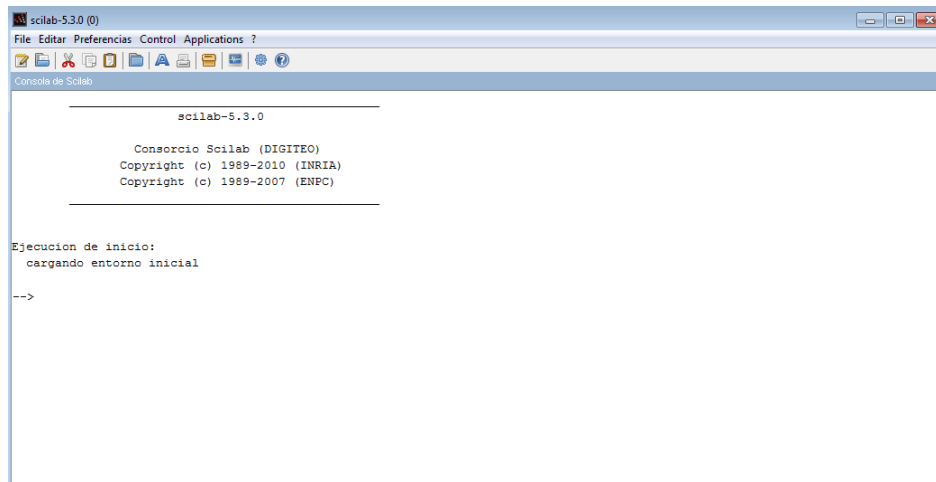 scilab-5.3.0 (0)
File Editar Preferencias Control Applications ?
Consola de Scilab
scilab-5.3.0
Consorcio Scilab (DIGITEO)
Copyright (c) 1989-2010 (INRIA)
Copyright (c) 1989-2007 (ENPC)
Ejecucion de inicio:
cargando entorno inicial
-->